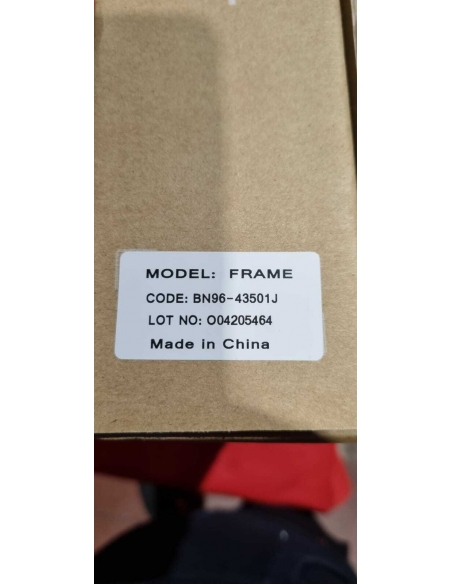 MODEL: FRAME
CODE: BN96-43501J
LOT NO: O04205464
Made in China